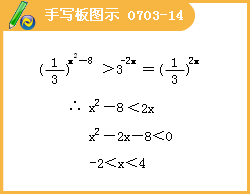 手写板图示 0703-14
(1/3)^(x²-8) >3^(-2x) = (1/3)^(2x)
∴ x²-8<2x
x²-2x-8<0
-2<x<4